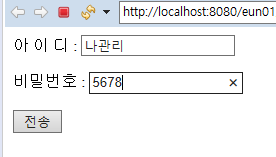 http://localhost:8080/eun01
아 이 디 : 나관리
비밀번호 : 5678
전송